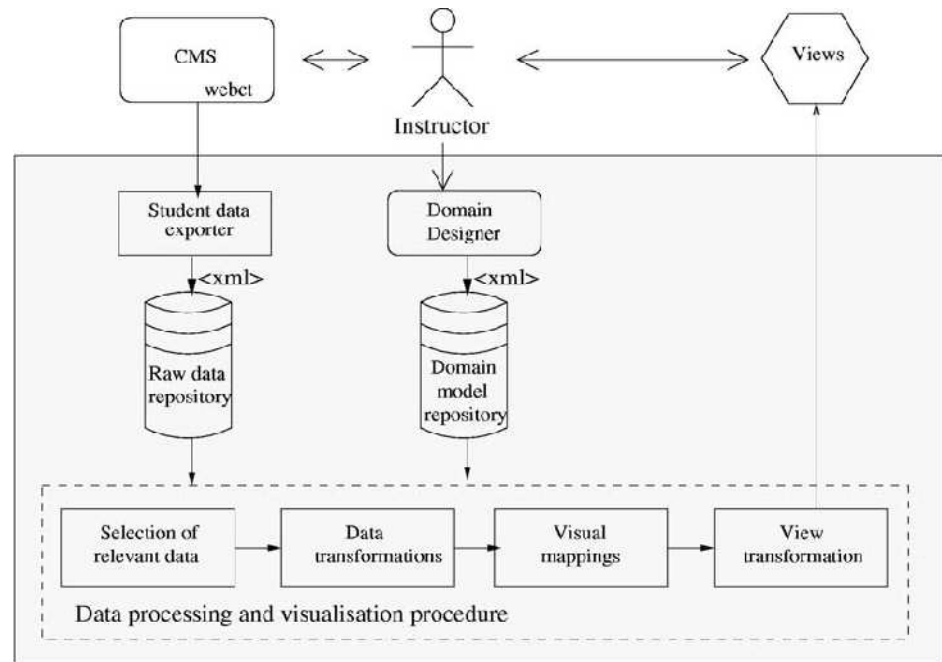 CMS
webct
Instructor
Views
Student data
exporter
Domain
Designer
<xml>
<xml>
Raw data
repository
Domain
model
repository
Selection of
relevant data
Data
transformations
Visual
mappings
View
transformation
Data processing and visualisation procedure